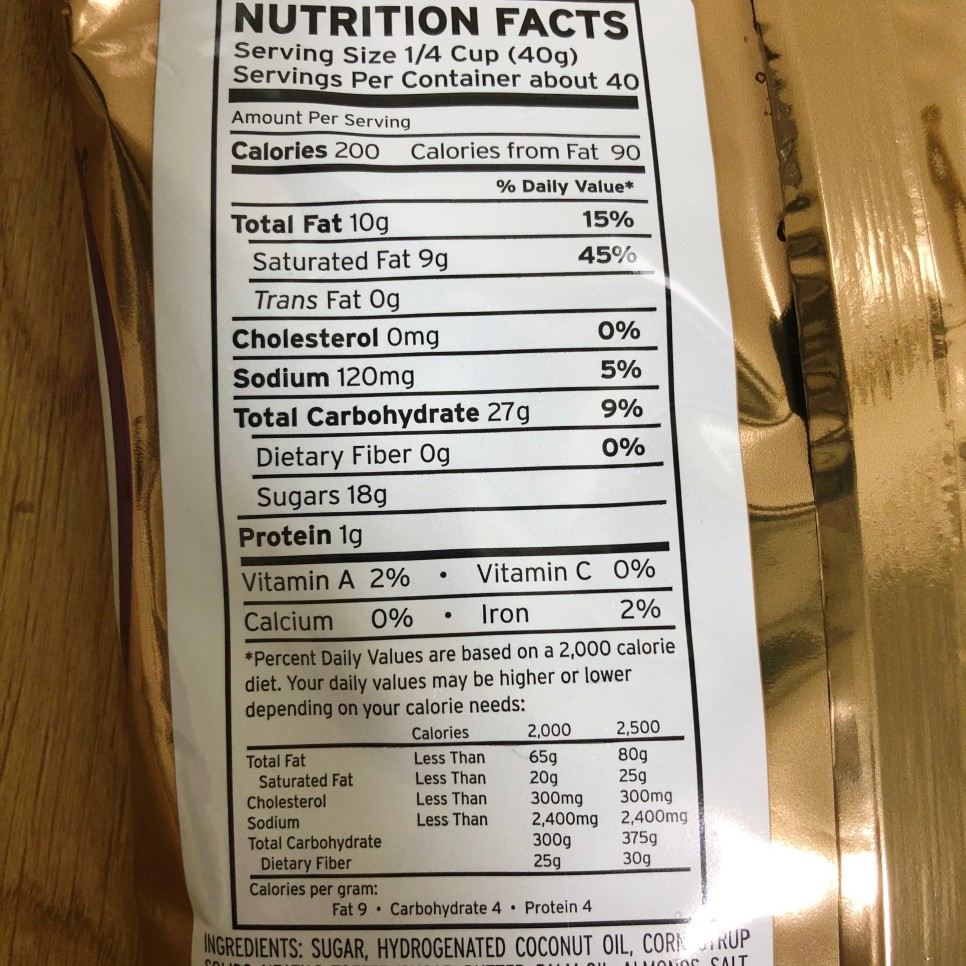 NUTRITION FACTS
Serving Size 1/4 Cup (40g)
Servings Per Container about 40
Amount Per Serving
Calories 200 Calories from Fat 90
% Daily Value*
Total Fat 10g 15%
Saturated Fat 9g 45%
Trans Fat 0g
Cholesterol 0mg 0%
Sodium 120mg 5%
Total Carbohydrate 27g 9%
Dietary Fiber 0g 0%
Sugars 18g
Protein 1g
Vitamin A 2% • Vitamin C 0%
Calcium 0% • Iron 2%
*Percent Daily Values are based on a 2,000 calorie
diet. Your daily values may be higher or lower
depending on your calorie needs:
Calories 2,000 2,500
Total Fat Less Than 65g 80g
Saturated Fat Less Than 20g 25g
Cholesterol Less Than 300mg 300mg
Sodium Less Than 2,400mg 2,400mg
Total Carbohydrate 300g 375g
Dietary Fiber 25g 30g
Calories per gram:
Fat 9 • Carbohydrate 4 • Protein 4
INGREDIENTS: SUGAR, HYDROGENATED COCONUT OIL, CORN SYRUP